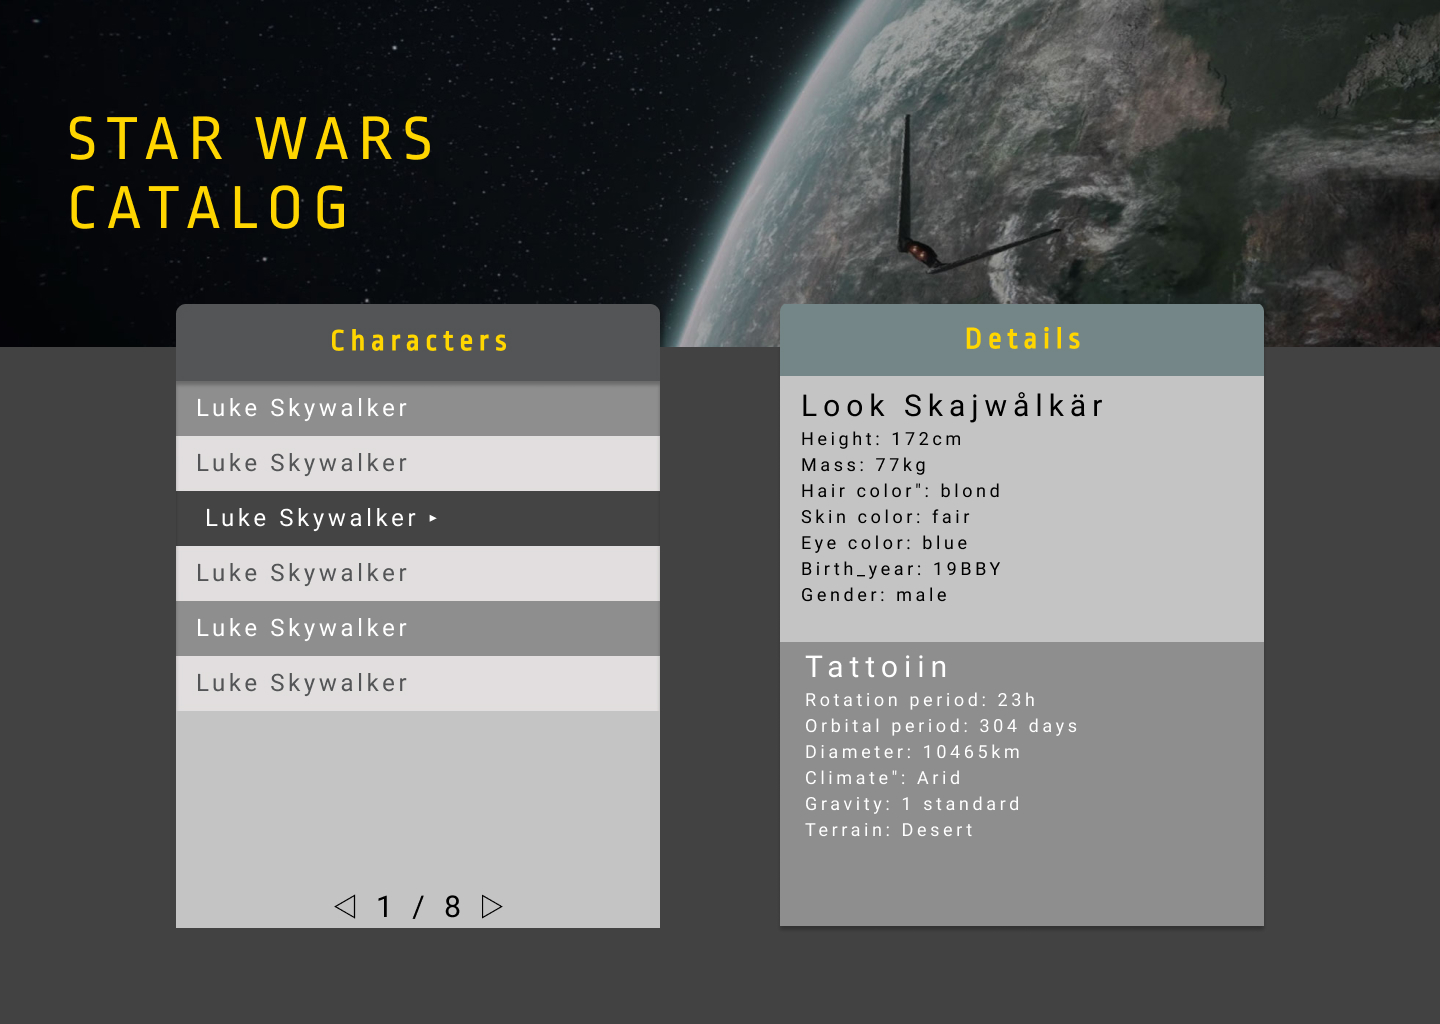 STAR WARS
CATALOG
Characters
Luke Skywalker
Luke Skywalker
Luke Skywalker ▸
Luke Skywalker
Luke Skywalker
Luke Skywalker
◁ 1 / 8 ▷
Details
Look Skajwålkär
Height: 172cm
Mass: 77kg
Hair color": blond
Skin color: fair
Eye color: blue
Birth_year: 19BBY
Gender: male
Tattoiin
Rotation period: 23h
Orbital period: 304 days
Diameter: 10465km
Climate": Arid
Gravity: 1 standard
Terrain: Desert